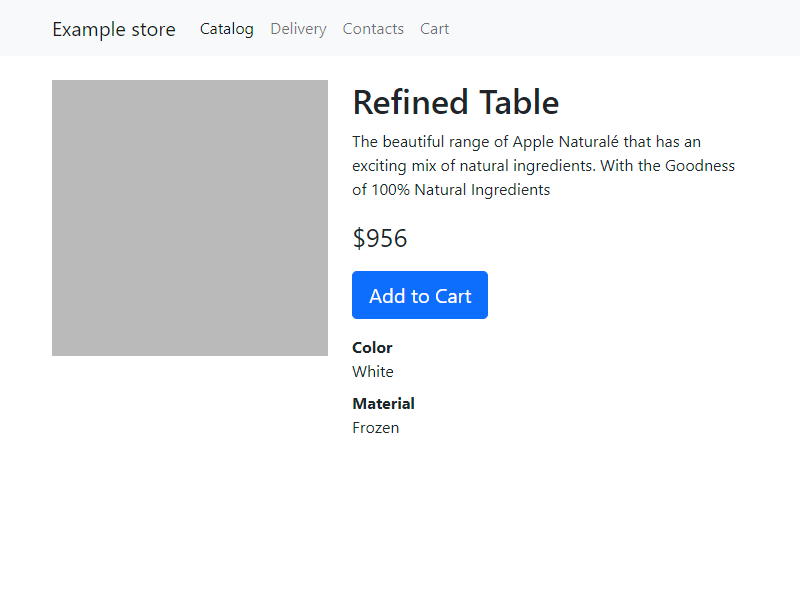 Example store Catalog Delivery Contacts Cart
Refined Table
The beautiful range of Apple Naturalé that has an
exciting mix of natural ingredients. With the Goodness
of 100% Natural Ingredients
$956
Add to Cart
Color
White
Material
Frozen